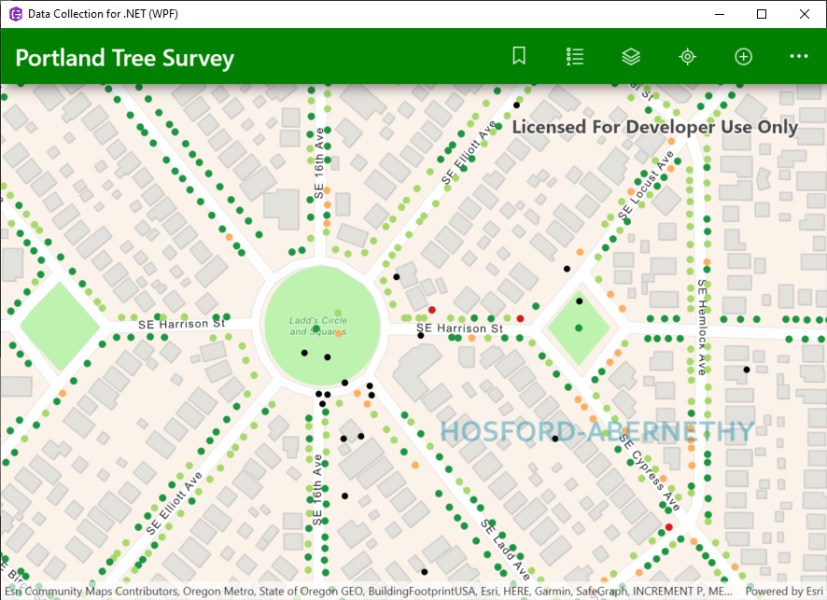 Data Collection for .NET (WPF)
Portland Tree Survey
Licensed For Developer Use Only
SE 16th Ave
SE Elliott Ave
SE Locust Ave
Ladd's Circle
and Squares
SE Harrison St
SE Harrison St
SE Hemlock Ave
HOSFORD-ABERNETHY
SE Cypress Ave
SE 16th Ave
SE Elliott Ave
SE Ladd Ave
Esri Community Maps Contributors, Oregon Metro, State of Oregon GEO, BuildingFootprintUSA, Esri, HERE, Garmin, SafeGraph, INCREMENT P, ME...
Powered by Esri